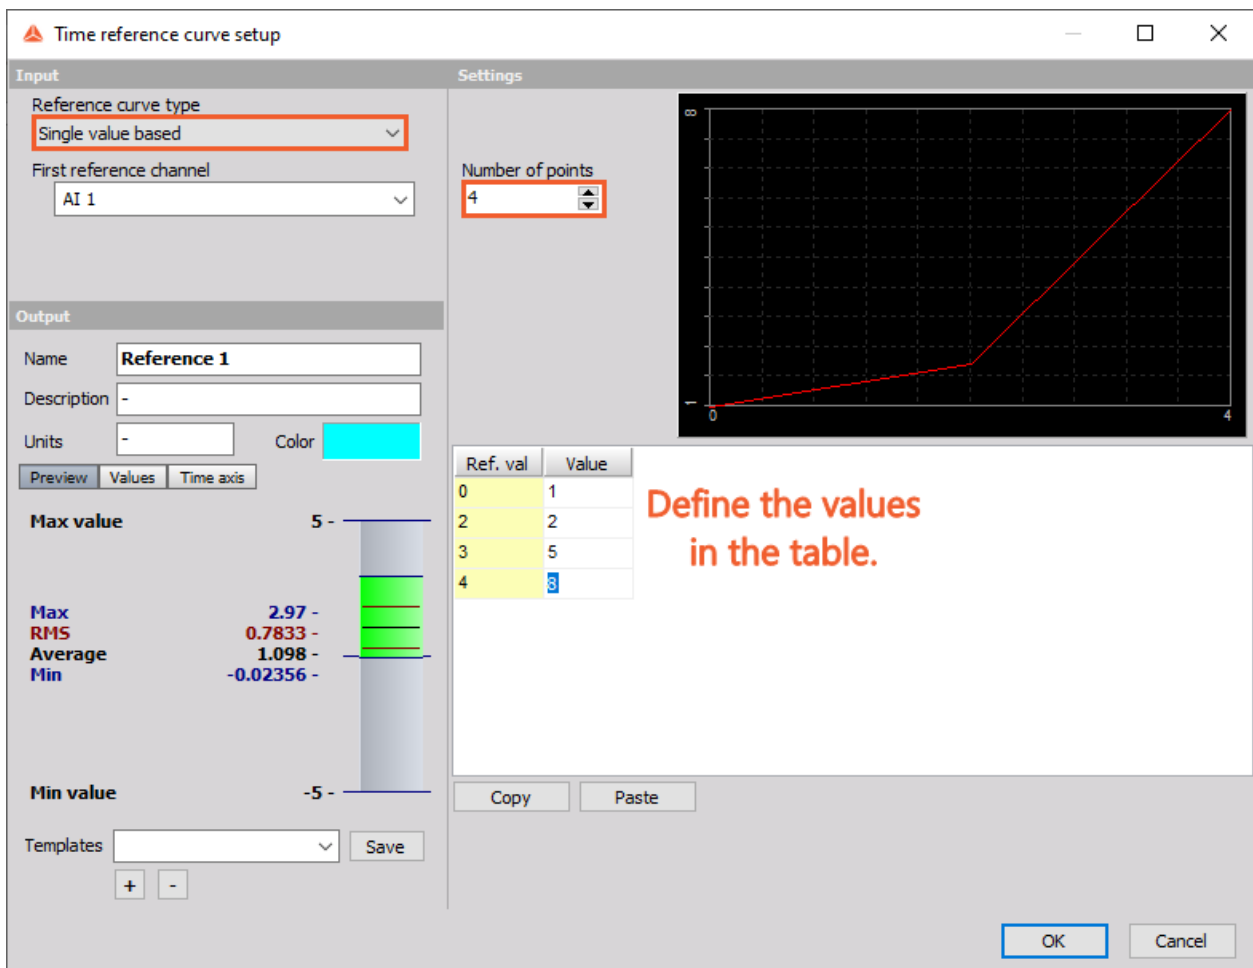 Time reference curve setup
Input
Settings
Reference curve type
Single value based
First reference channel
AI 1
Number of points
4
8
1
0
4
Output
Name
Reference 1
Description
-
Units
-
Color
Preview
Values
Time axis
Max value
5 -
Max
2.97 -
RMS
0.7833 -
Average
1.098 -
Min
-0.02356 -
Min value
-5 -
Templates
Save
+
-
Ref. val
Value
0
1
2
2
3
5
4
8
Define the values
in the table.
Copy
Paste
OK
Cancel